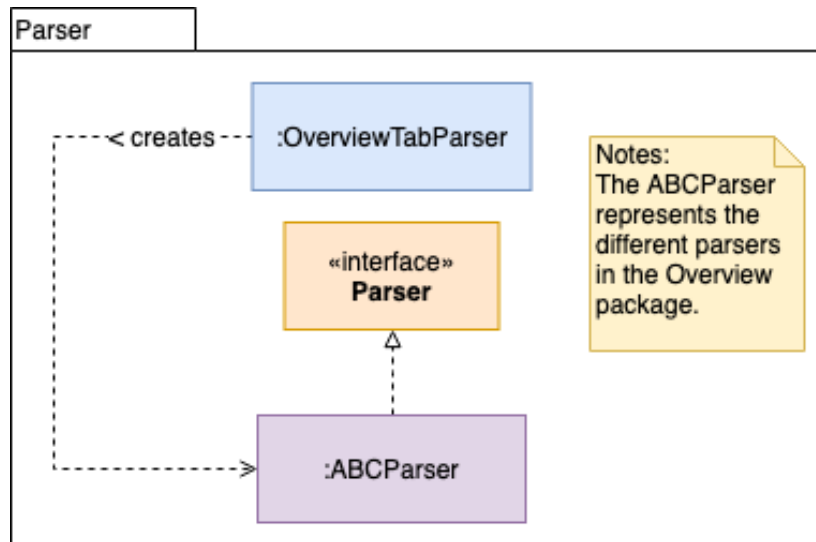 Parser
< creates
:OverviewTabParser
«interface»
Parser
:ABCParser
Notes:
The ABCParser
represents the
different parsers
in the Overview
package.